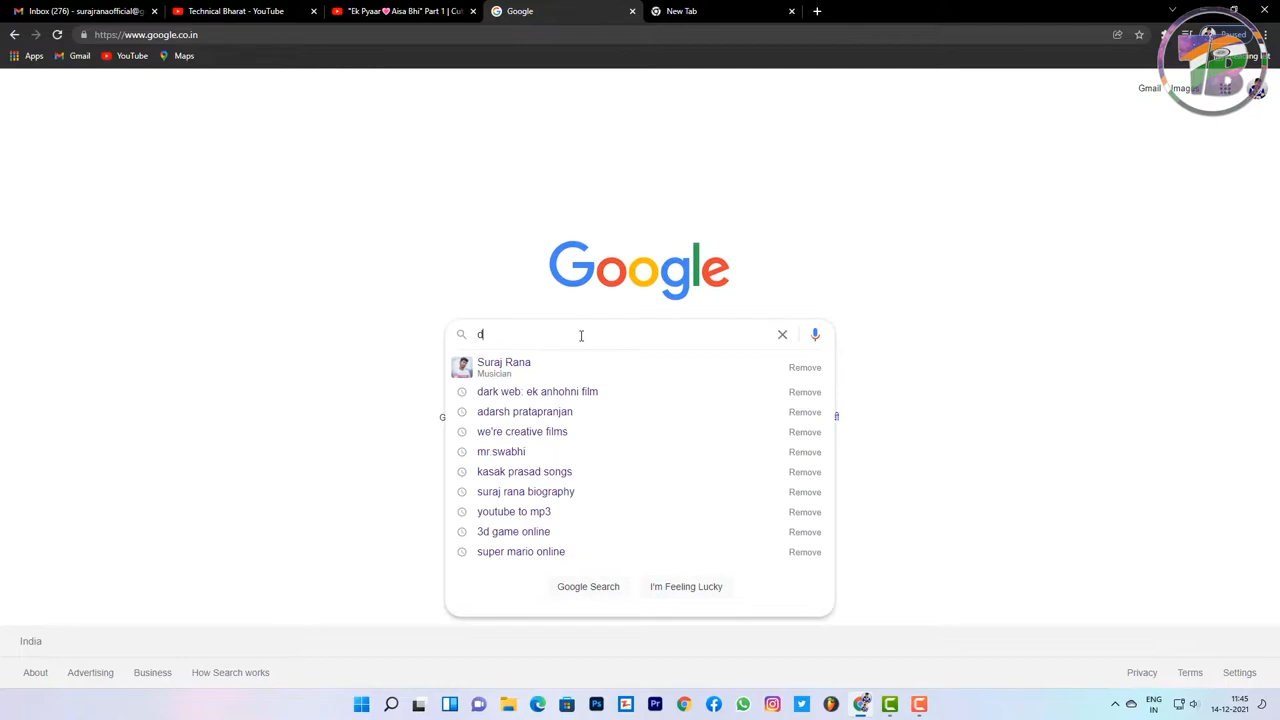 Inbox (276) - surajranaofficial@g
Technical Bharat - YouTube
"Ek Pyaar Aisa Bhi" Part 1 | Cut
Google
New Tab
https://www.google.co.in
Paused
Apps
Gmail
YouTube
Maps
Gmail
Images
TB
Google
d
Suraj Rana
Musician
Remove
dark web: ek anhohni film
Remove
adarsh pratapranjan
Remove
we're creative films
Remove
mr.swabhi
Remove
kasak prasad songs
Remove
suraj rana biography
Remove
youtube to mp3
Remove
3d game online
Remove
super mario online
Remove
Google Search
I'm Feeling Lucky
India
About
Advertising
Business
How Search works
Privacy
Terms
Settings
ENG
IN
11:45
14-12-2021